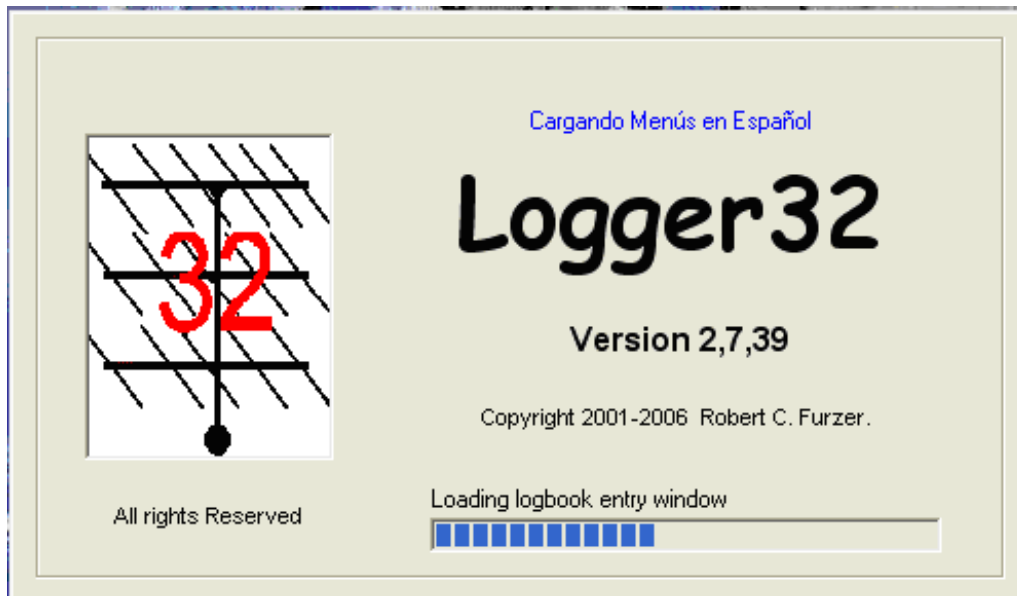 Cargando Menús en Español
Logger32
32
Version 2,7,39
Copyright 2001-2006 Robert C. Furzer.
All rights Reserved
Loading logbook entry window